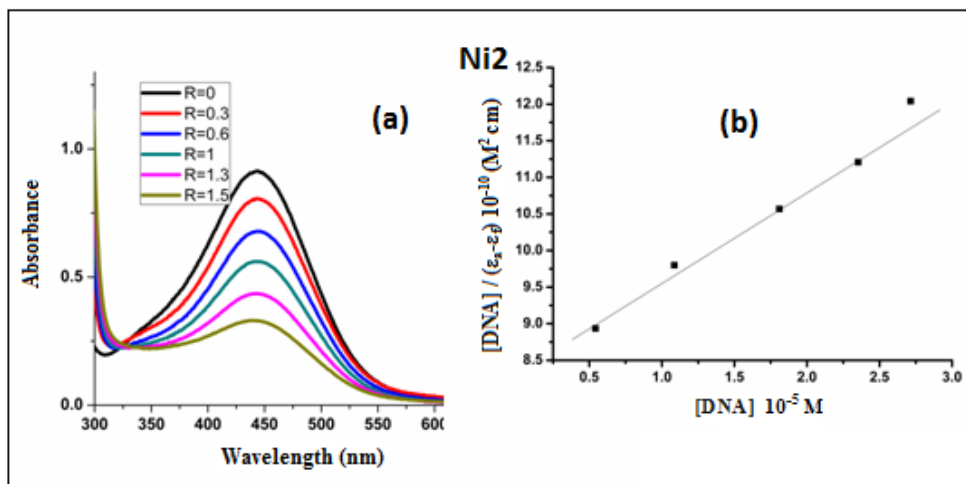 Ni2
(a)
R=0
R=0.3
R=0.6
R=1
R=1.3
R=1.5
Absorbance
1.0
0.5
0.0
300 350 400 450 500 550 600
Wavelength (nm)
(b)
[DNA] / (εa-εf) 10-10 (M2 cm)
12.5
12.0
11.5
11.0
10.5
10.0
9.5
9.0
8.5
0.5 1.0 1.5 2.0 2.5 3.0
[DNA] 10-5 M